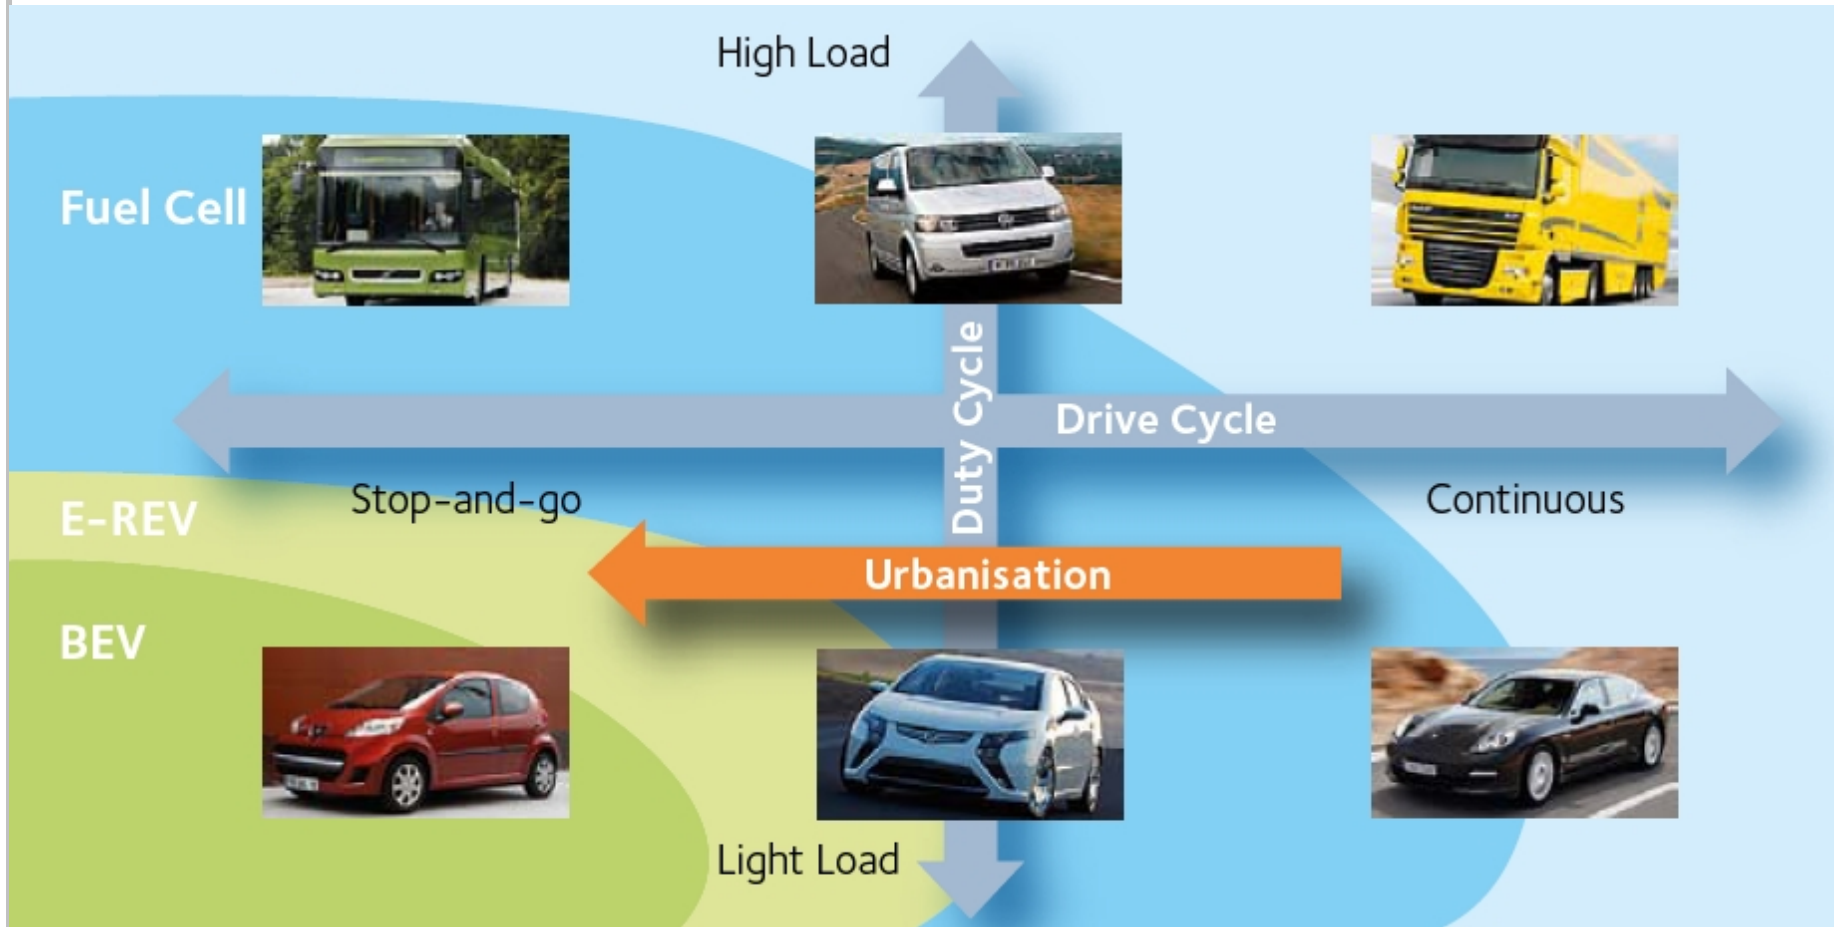 High Load
Fuel Cell
Duty Cycle
Drive Cycle
Stop-and-go
Continuous
E-REV
Urbanisation
BEV
Light Load